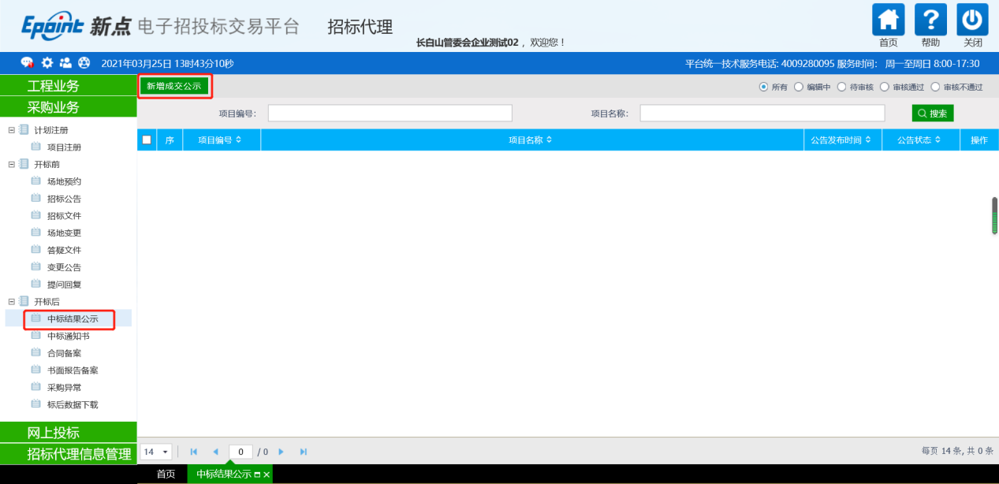 Epoint 新点 电子招投标交易平台 招标代理
长白山管委会企业测试02 ，欢迎您！
首页 帮助 关闭
2021年03月25日 13时43分10秒
平台统一技术服务电话: 4009280095 服务时间： 周一至周日 8:00-17:30
工程业务
采购业务
计划注册
项目注册
开标前
场地预约
招标公告
招标文件
场地变更
答疑文件
变更公告
提问回复
开标后
中标结果公示
中标通知书
合同备案
书面报告备案
采购异常
标后数据下载
网上投标
招标代理信息管理
新增成交公示
所有 编辑中 待审核 审核通过 审核不通过
项目编号: 项目名称: 搜索
序 项目编号 项目名称 公告发布时间 公告状态 操作
14 0 / 0 每页 14 条, 共 0 条
首页 中标结果公示